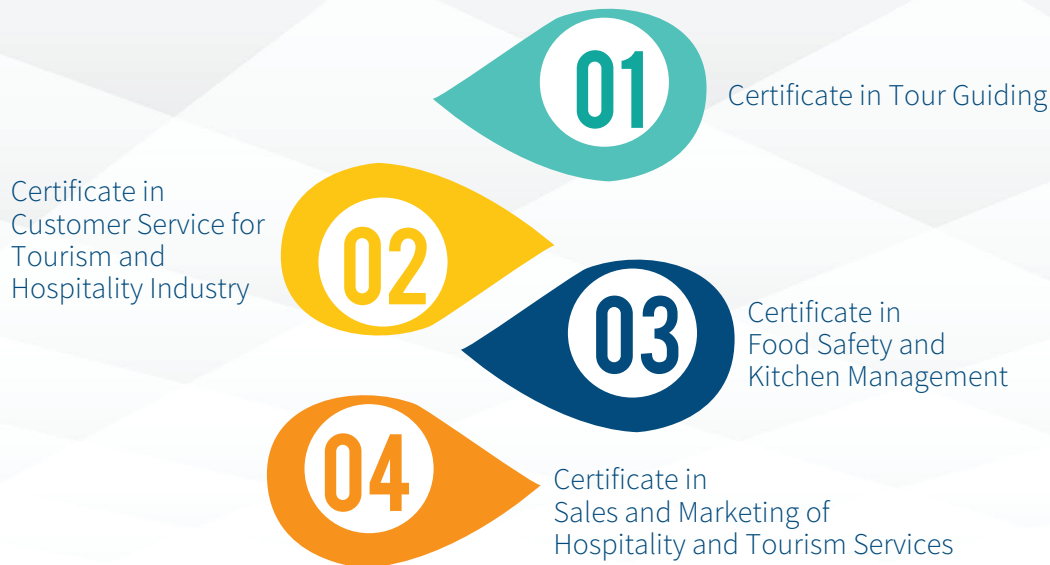 01
Certificate in Tour Guiding
02
Certificate in
Customer Service for
Tourism and
Hospitality Industry
03
Certificate in
Food Safety and
Kitchen Management
04
Certificate in
Sales and Marketing of
Hospitality and Tourism Services